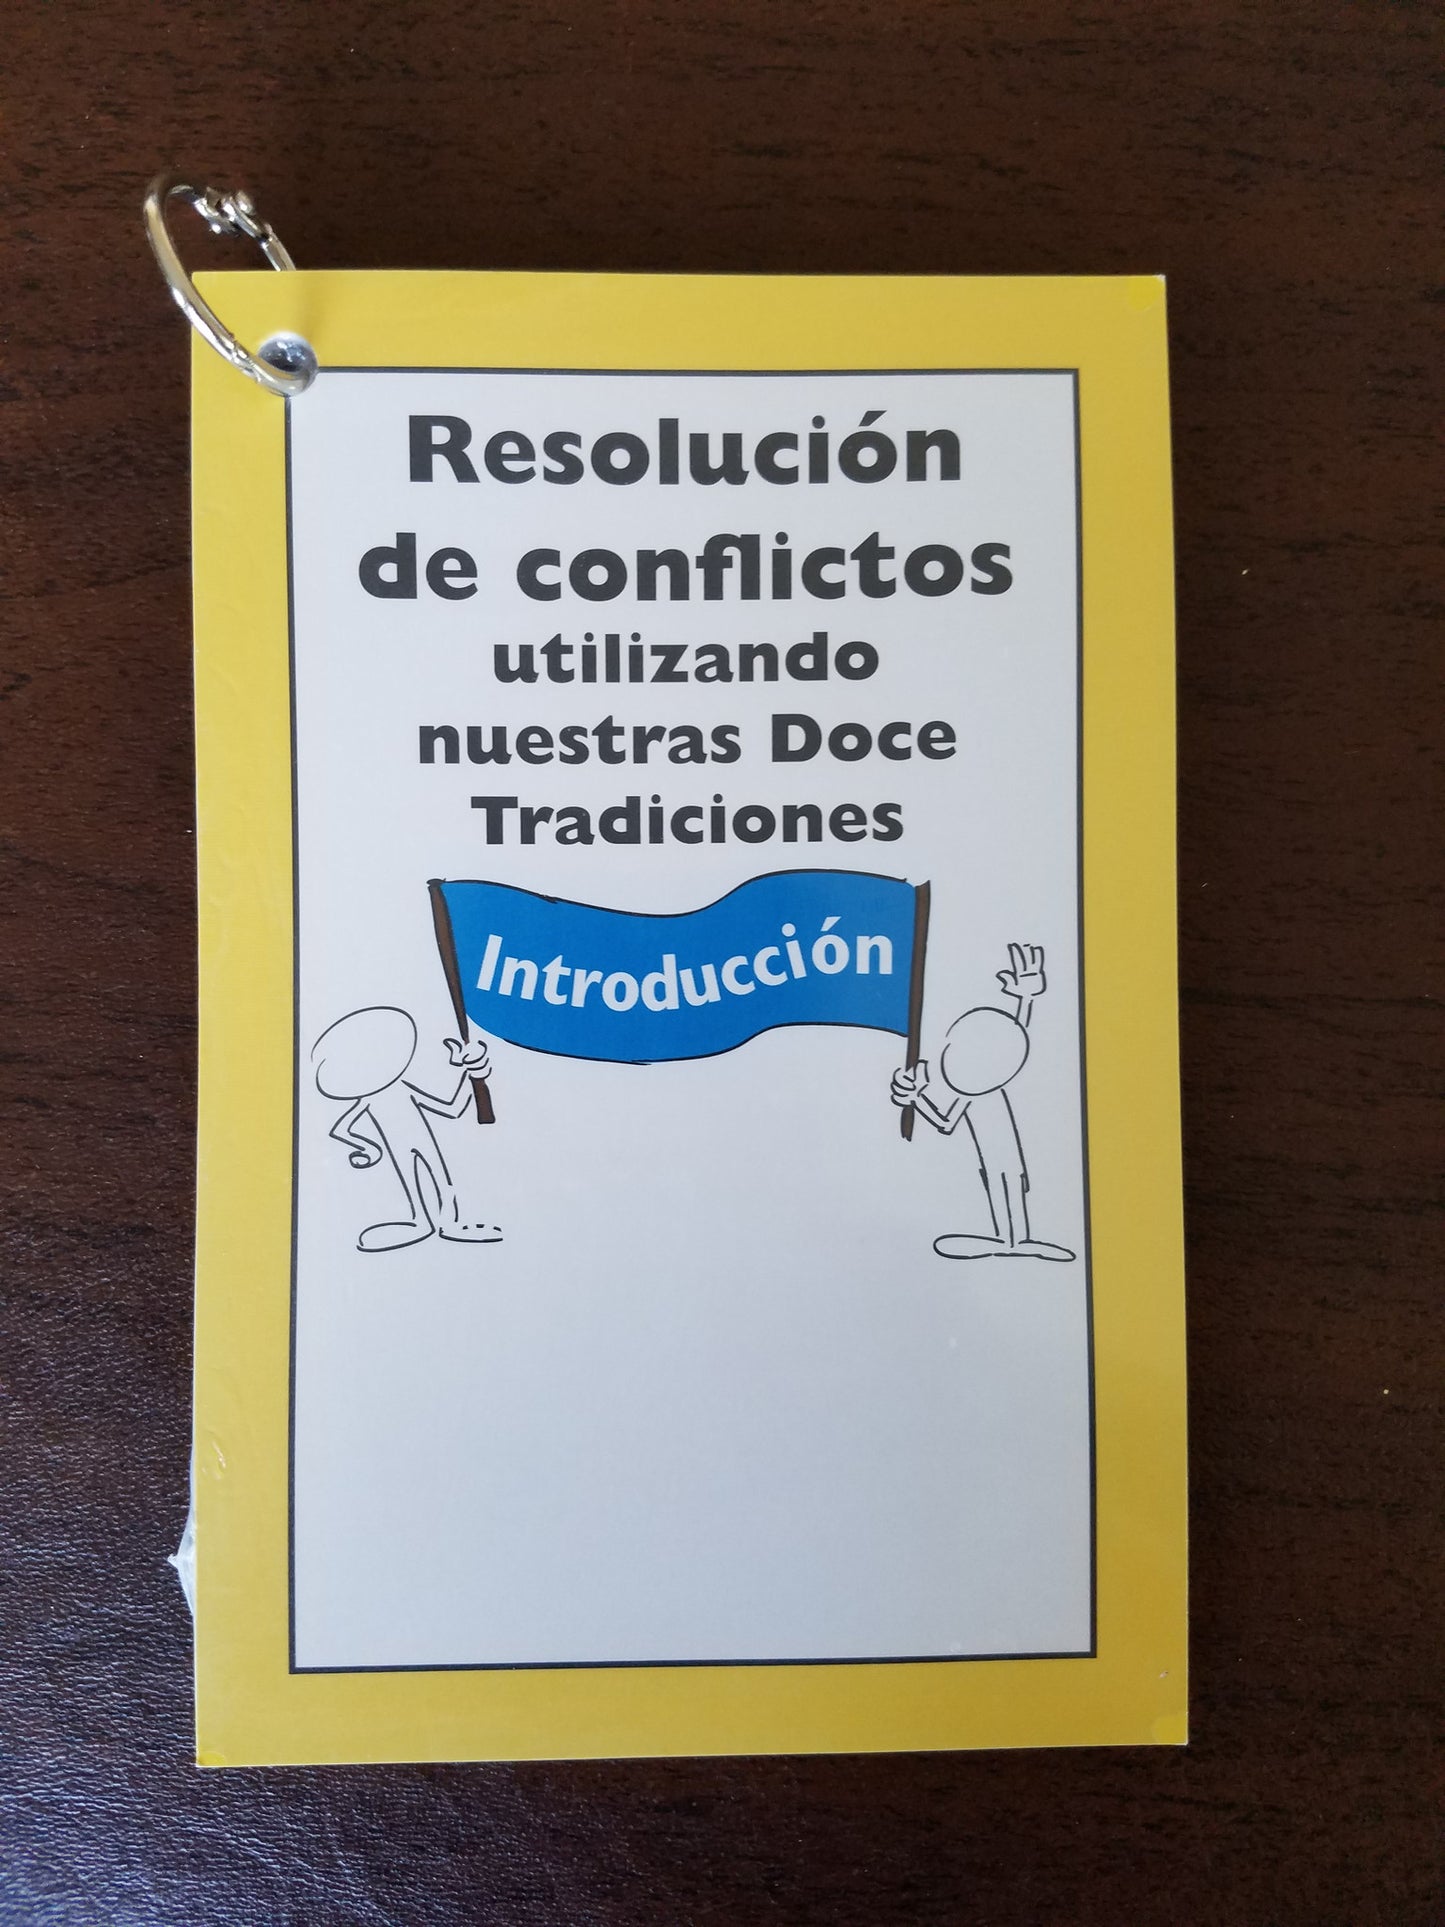 Resolución
de conflictos
utilizando
nuestras Doce
Tradiciones
Introducción